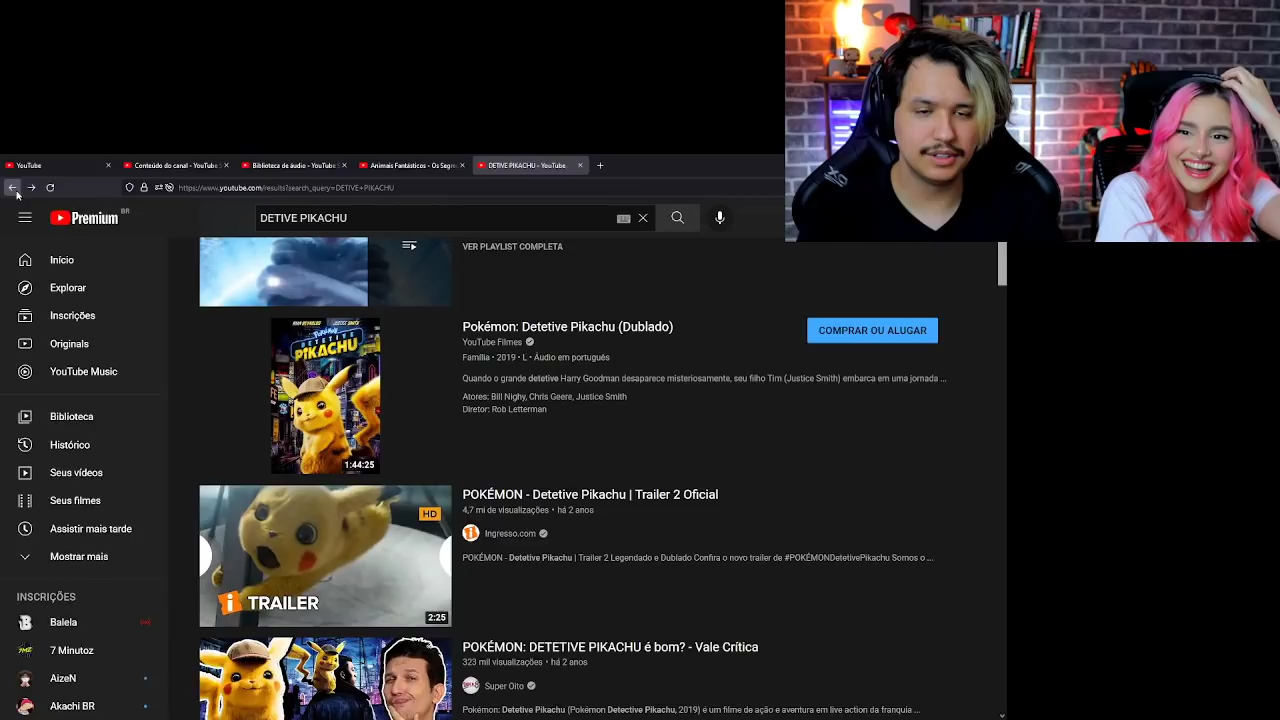 YouTube
Conteúdo do canal - YouTube S
Biblioteca de áudio - YouTube S
Animais Fantásticos - Os Segre
DETIVE PIKACHU - YouTube
https://www.youtube.com/results?search_query=DETIVE+PIKACHU
Premium BR
DETIVE PIKACHU
Início
Explorar
Inscrições
Originais
YouTube Music
Biblioteca
Histórico
Seus vídeos
Seus filmes
Assistir mais tarde
Mostrar mais
INSCRIÇÕES
Balela
7 Minutoz
AizeN
Akachi BR
VER PLAYLIST COMPLETA
RYAN REYNOLDS JUSTICE SMITH
POKÉMON
DETETIVE
PIKACHU
1:44:25
Pokémon: Detetive Pikachu (Dublado)
YouTube Filmes
Família • 2019 • L • Áudio em português
Quando o grande detetive Harry Goodman desaparece misteriosamente, seu filho Tim (Justice Smith) embarca em uma jornada ...
Atores: Bill Nighy, Chris Geere, Justice Smith
Diretor: Rob Letterman
COMPRAR OU ALUGAR
HD
TRAILER
2:25
POKÉMON - Detetive Pikachu | Trailer 2 Oficial
4,7 mi de visualizações • há 2 anos
Ingresso.com
POKÉMON - Detetive Pikachu | Trailer 2 Legendado e Dublado Confira o novo trailer de #POKÉMONDetetivePikachu Somos o ...
POKÉMON: DETETIVE PIKACHU é bom? - Vale Crítica
323 mil visualizações • há 2 anos
Super Oito
Pokémon: Detetive Pikachu (Pokémon Detective Pikachu, 2019) é um filme de ação e aventura em live action da franquia ...